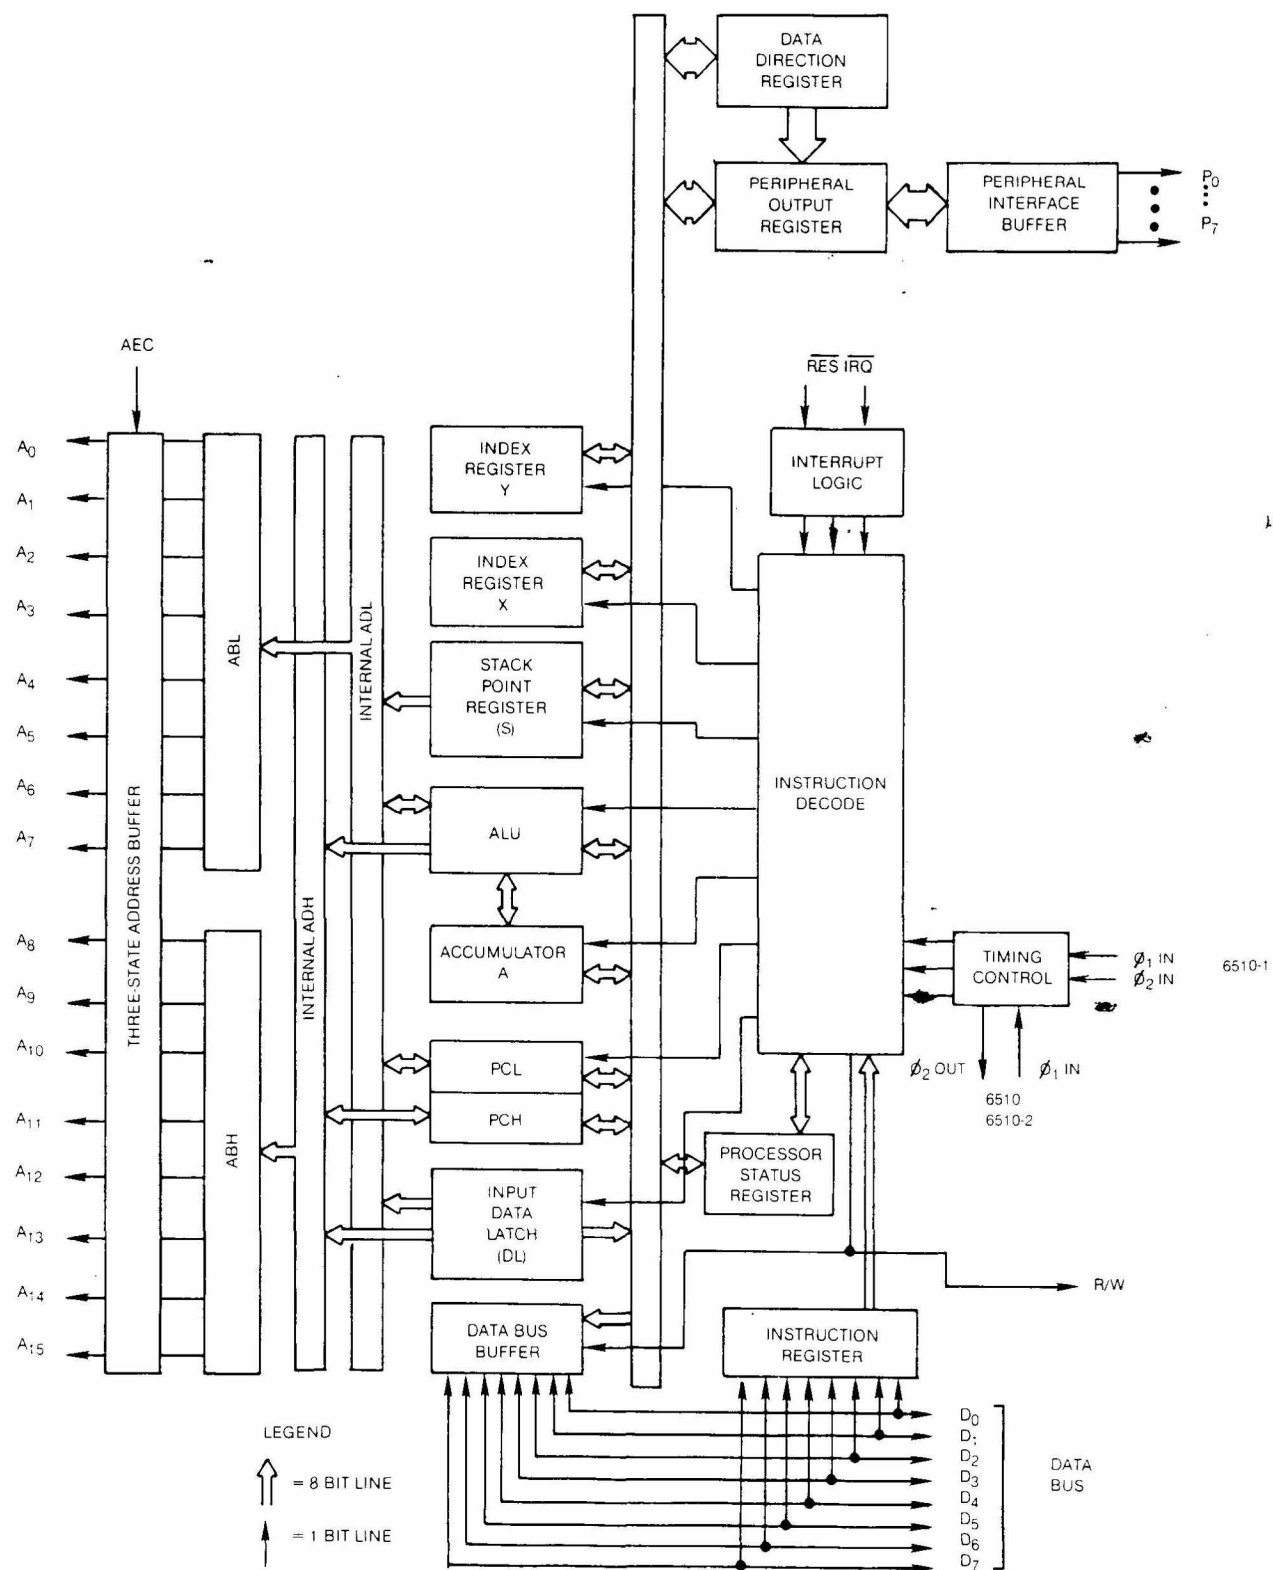 DATA
DIRECTION
REGISTER
PERIPHERAL
OUTPUT
REGISTER
PERIPHERAL
INTERFACE
BUFFER
P0
P7
AEC
RES IRQ
INTERRUPT
LOGIC
A0
A1
A2
A3
A4
A5
A6
A7
A8
A9
A10
A11
A12
A13
A14
A15
THREE-STATE ADDRESS BUFFER
ABL
ABH
INTERNAL ADH
INTERNAL ADL
INDEX
REGISTER
Y
INDEX
REGISTER
X
STACK
POINT
REGISTER
(S)
ALU
ACCUMULATOR
A
PCL
PCH
INPUT
DATA
LATCH
(DL)
DATA BUS
BUFFER
INSTRUCTION
DECODE
TIMING
CONTROL
Ø1 IN
Ø2 IN
6510-1
Ø2 OUT
Ø1 IN
6510
6510-2
PROCESSOR
STATUS
REGISTER
R/W
INSTRUCTION
REGISTER
D0
D1
D2
D3
D4
D5
D6
D7
DATA
BUS
LEGEND
= 8 BIT LINE
= 1 BIT LINE